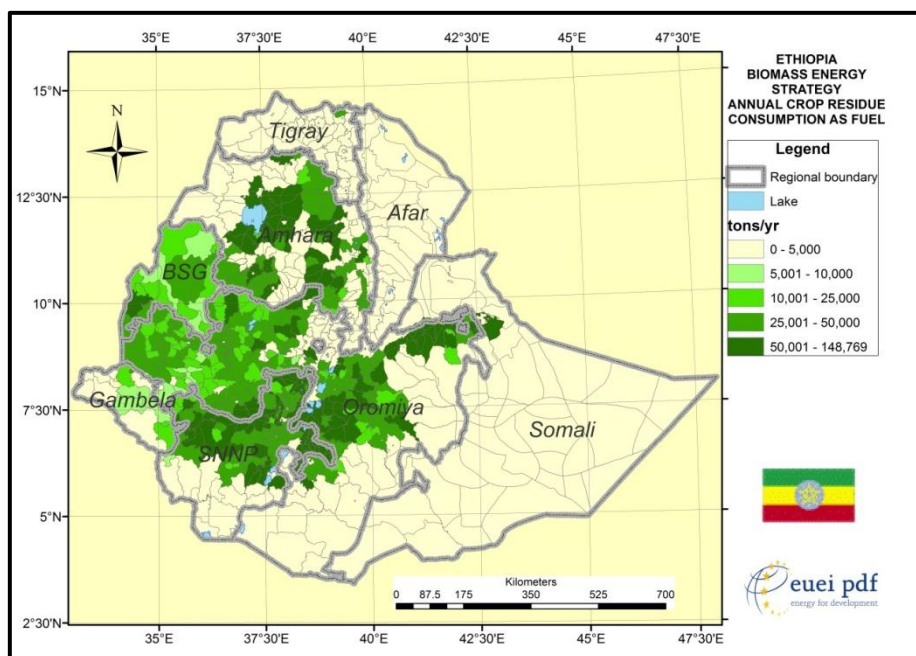 35°E 37°30'E 40°E 42°30'E 45°E 47°30'E
ETHIOPIA
BIOMASS ENERGY
STRATEGY
ANNUAL CROP RESIDUE
CONSUMPTION AS FUEL
15°N
N
Tigray
Legend
Regional boundary
Lake
tons/yr
0 - 5,000
5,001 - 10,000
10,001 - 25,000
25,001 - 50,000
50,001 - 148,769
12°30'N
Afar
Amhara
BSG
10°N
Gambela
7°30'N
Oromiya
Somali
SNNP
5°N
Kilometers
0 87.5 175 350 525 700
euei pdf
energy for development
2°30'N
35°E 37°30'E 40°E 42°30'E 45°E 47°30'E